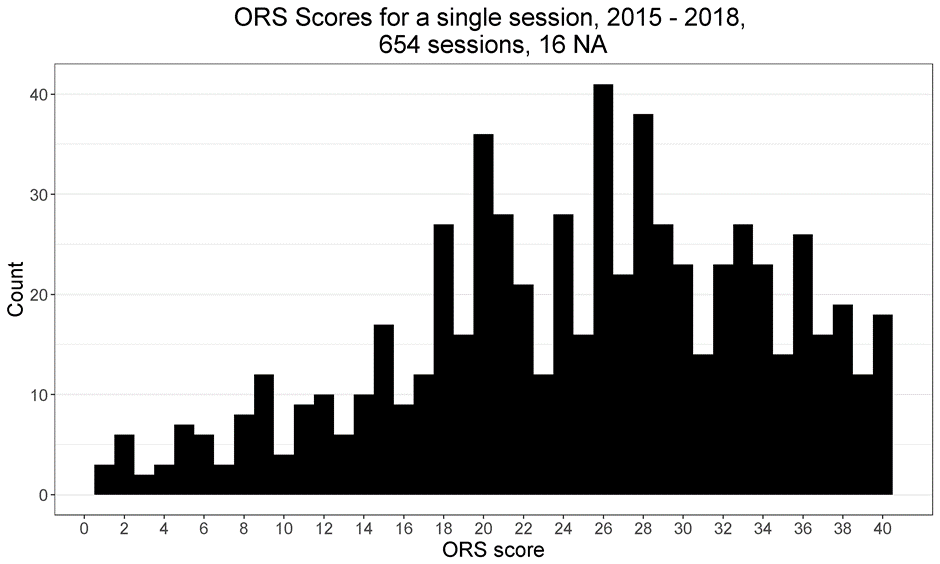 ORS Scores for a single session, 2015 - 2018,
654 sessions, 16 NA
40
30
20
10
0
Count
0 2 4 6 8 10 12 14 16 18 20 22 24 26 28 30 32 34 36 38 40
ORS score